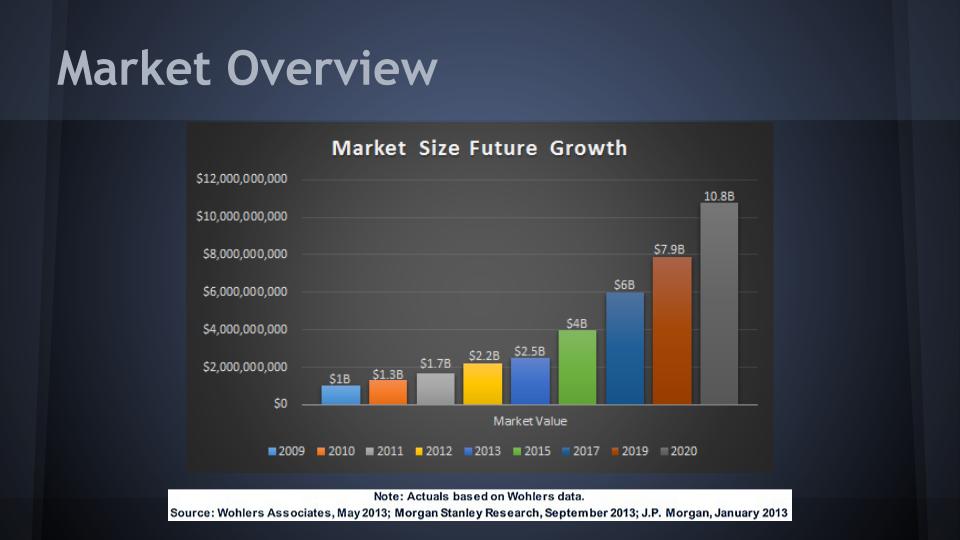 Market Overview
Market Size Future Growth
$12,000,000,000
$10,000,000,000
$8,000,000,000
$6,000,000,000
$4,000,000,000
$2,000,000,000
$0
$1B
$1.3B
$1.7B
$2.2B
$2.5B
$4B
$6B
$7.9B
10.8B
Market Value
2009 2010 2011 2012 2013 2015 2017 2019 2020
Note: Actuals based on Wohlers data.
Source: Wohlers Associates, May 2013; Morgan Stanley Research, September 2013; J.P. Morgan, January 2013